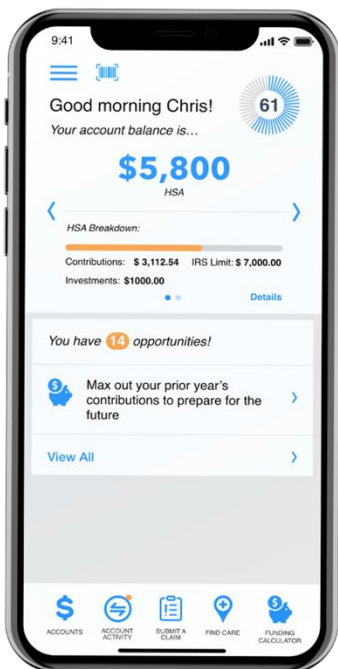 9:41
Good morning Chris!
61
Your account balance is...
$5,800
HSA
HSA Breakdown:
Contributions: $ 3,112.54 IRS Limit: $ 7,000.00
Investments: $1000.00
Details
You have 14 opportunities!
Max out your prior year's
contributions to prepare for the
future
View All
ACCOUNTS
ACCOUNT
ACTIVITY
SUBMIT A
CLAIM
FIND CARE
FUNDING
CALCULATOR